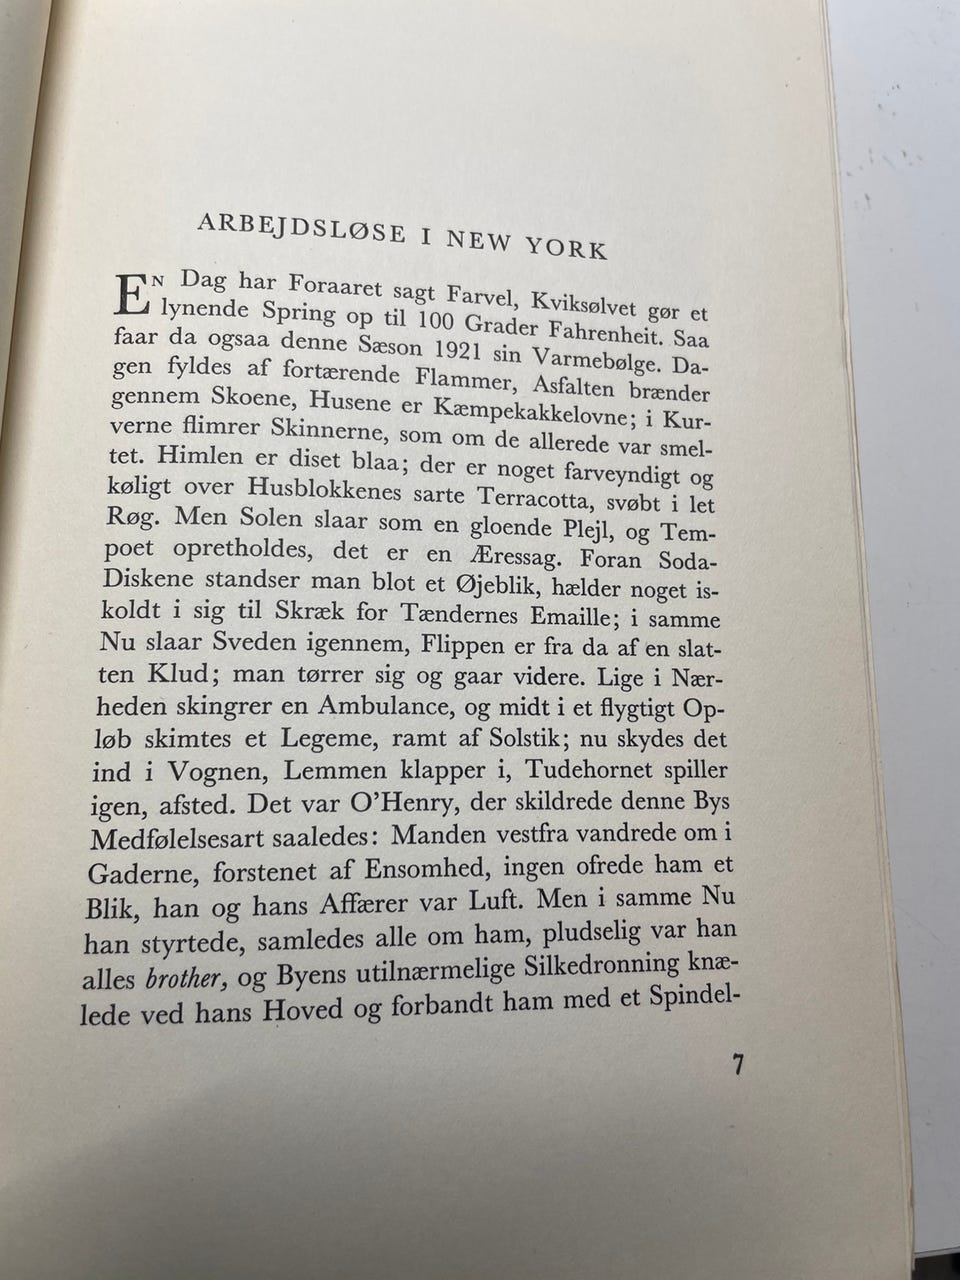 ARBEJDSLØSE I NEW YORK
EN Dag har Foraaret sagt Farvel, Kviksølvet gør et
lynende Spring op til 100 Grader Fahrenheit. Saa
faar da ogsaa denne Sæson 1921 sin Varmebølge. Da-
gen fyldes af fortærende Flammer, Asfalten brænder
gennem Skoene, Husene er Kæmpekakkelovne; i Kur-
verne flimrer Skinnerne, som om de allerede var smel-
tet. Himlen er diset blaa; der er noget farveyndigt og
køligt over Husblokkenes sarte Terracotta, svøbt i let
Røg. Men Solen slaar som en gloende Plejl, og Tem-
poet opretholdes, det er en Æressag. Foran Soda-
Diskene standser man blot et Øjeblik, hælder noget is-
koldt i sig til Skræk for Tændernes Emaille; i samme
Nu slaar Sveden igennem, Flippen er fra da af en slat-
ten Klud; man tørrer sig og gaar videre. Lige i Nær-
heden skingrer en Ambulance, og midt i et flygtigt Op-
løb skimtes et Legeme, ramt af Solstik; nu skydes det
ind i Vognen, Lemmen klapper i, Tudehornet spiller
igen, afsted. Det var O'Henry, der skildrede denne Bys
Medfølelsesart saaledes: Manden vestfra vandrede om i
Gaderne, forstenet af Ensomhed, ingen ofrede ham et
Blik, han og hans Affærer var Luft. Men i samme Nu
han styrtede, samledes alle om ham, pludselig var han
alles brother, og Byens utilnærmelige Silkedronning knæ-
lede ved hans Hoved og forbandt ham med et Spindel-
7